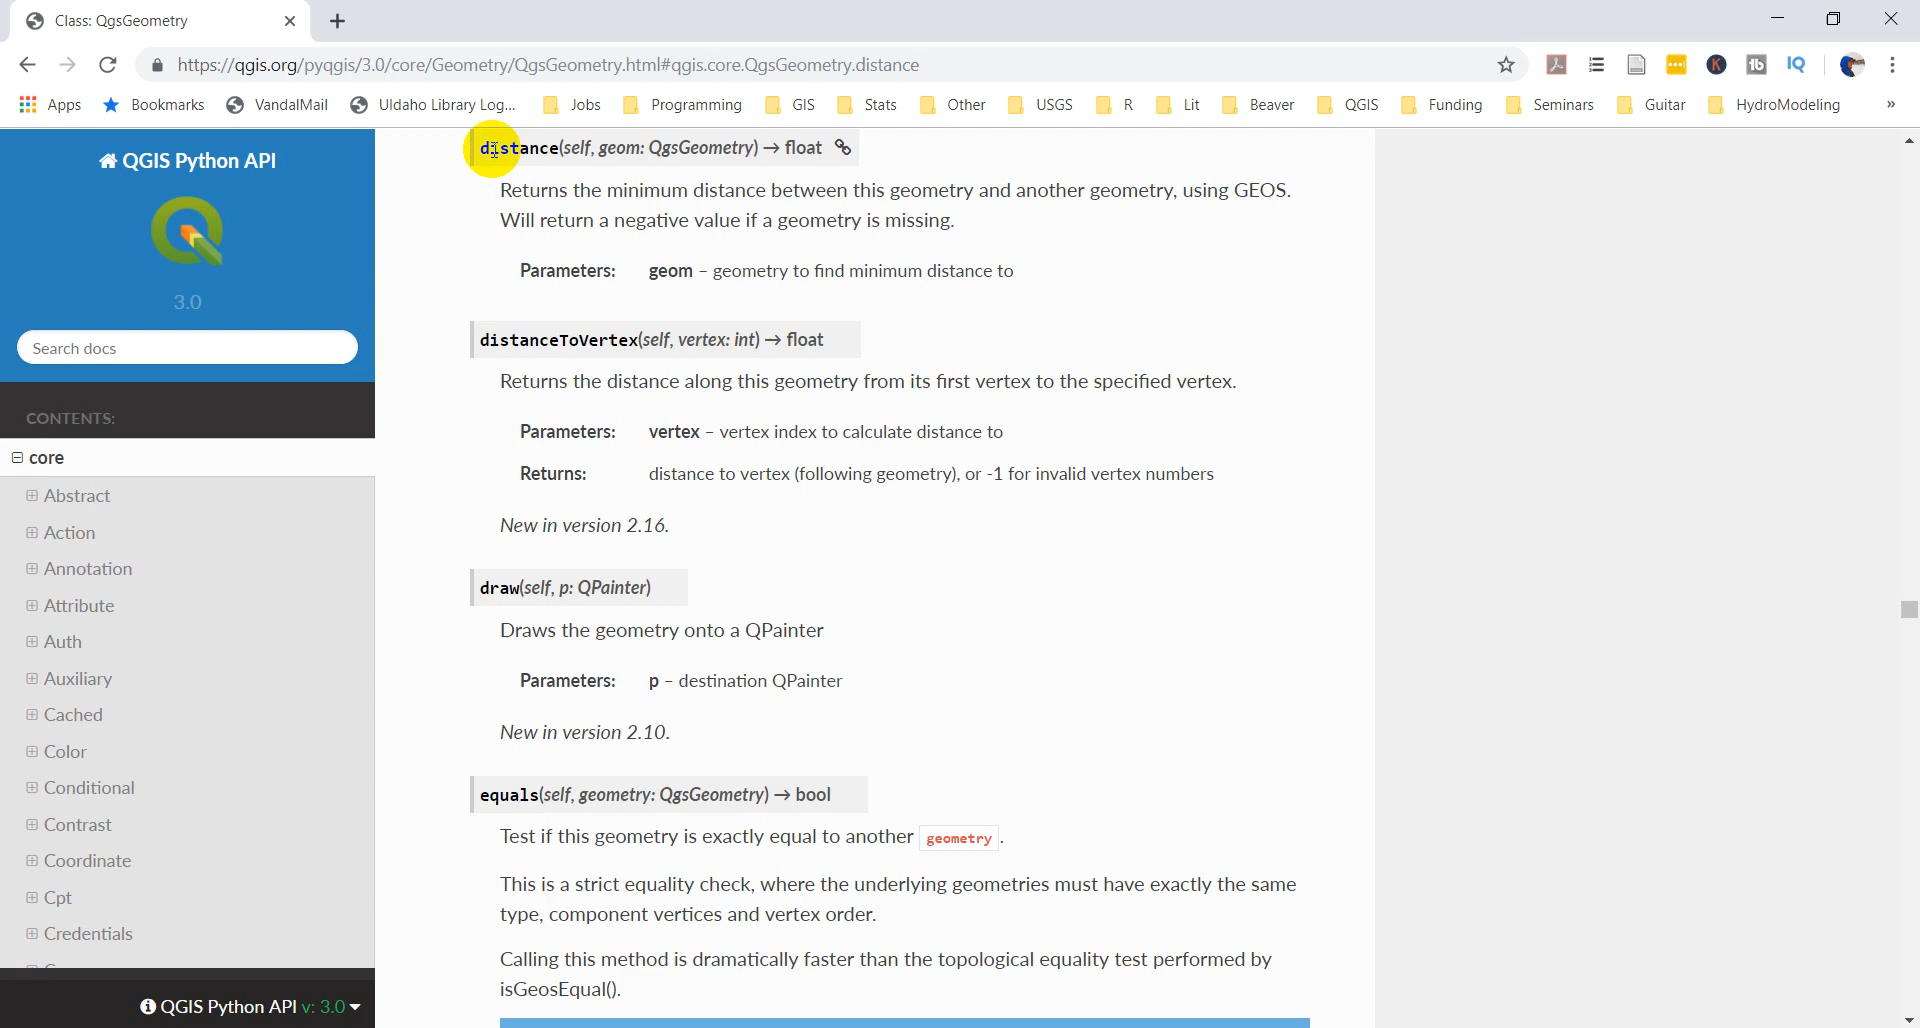 Class: QgsGeometry
https://qgis.org/pyqgis/3.0/core/Geometry/QgsGeometry.html#qgis.core.QgsGeometry.distance
K
tb
IQ
Apps
Bookmarks
VandalMail
UIdaho Library Log...
Jobs
Programming
GIS
Stats
Other
USGS
R
Lit
Beaver
QGIS
Funding
Seminars
Guitar
HydroModeling
»
QGIS Python API
3.0
Search docs
CONTENTS:
core
Abstract
Action
Annotation
Attribute
Auth
Auxiliary
Cached
Color
Conditional
Contrast
Coordinate
Cpt
Credentials
QGIS Python API v: 3.0
distance(self, geom: QgsGeometry) → float
Returns the minimum distance between this geometry and another geometry, using GEOS.
Will return a negative value if a geometry is missing.
Parameters: geom – geometry to find minimum distance to
distanceToVertex(self, vertex: int) → float
Returns the distance along this geometry from its first vertex to the specified vertex.
Parameters: vertex – vertex index to calculate distance to
Returns: distance to vertex (following geometry), or -1 for invalid vertex numbers
New in version 2.16.
draw(self, p: QPainter)
Draws the geometry onto a QPainter
Parameters: p – destination QPainter
New in version 2.10.
equals(self, geometry: QgsGeometry) → bool
Test if this geometry is exactly equal to another geometry.
This is a strict equality check, where the underlying geometries must have exactly the same
type, component vertices and vertex order.
Calling this method is dramatically faster than the topological equality test performed by
isGeosEqual().